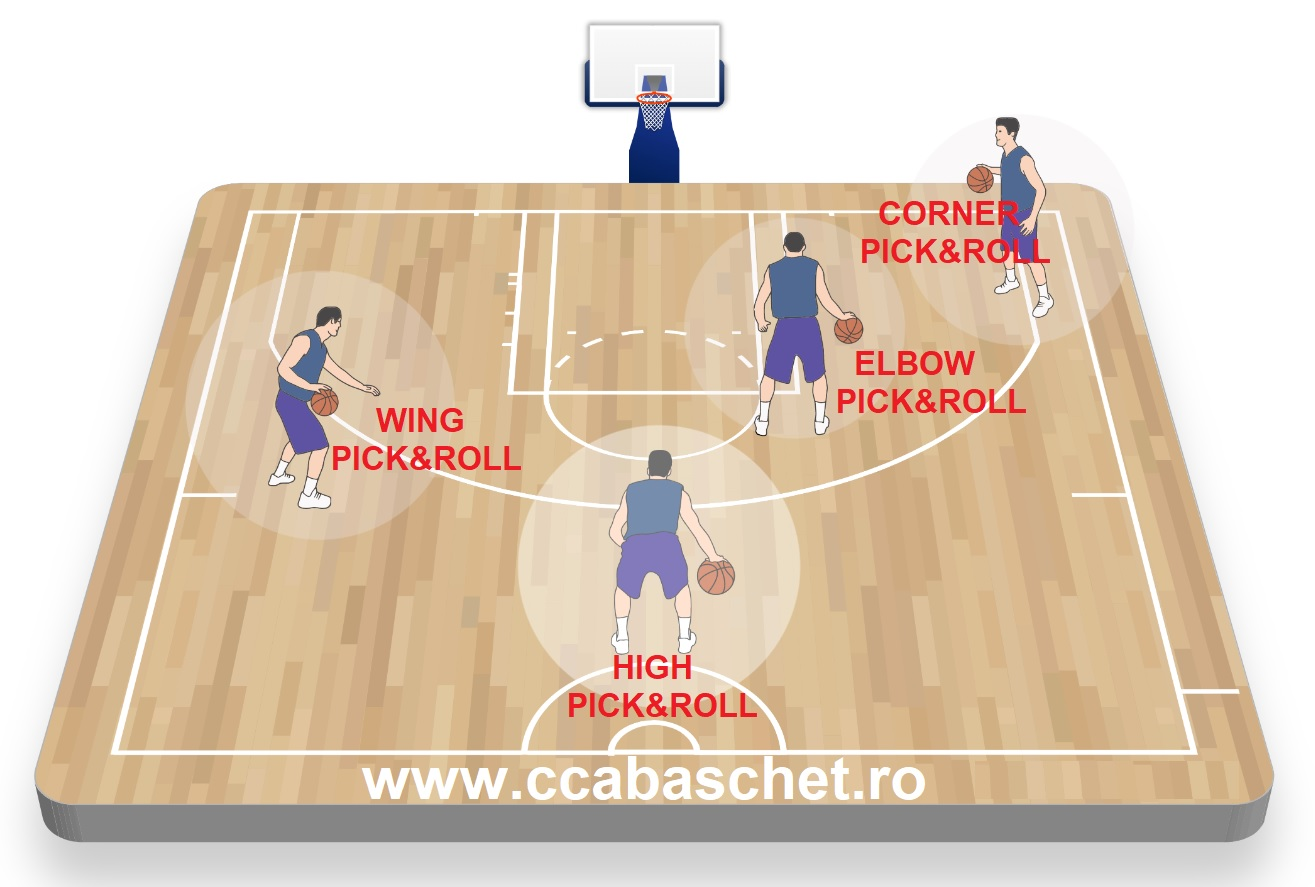 CORNER
PICK&ROLL
ELBOW
PICK&ROLL
WING
PICK&ROLL
HIGH
PICK&ROLL
www.ccabaschet.ro